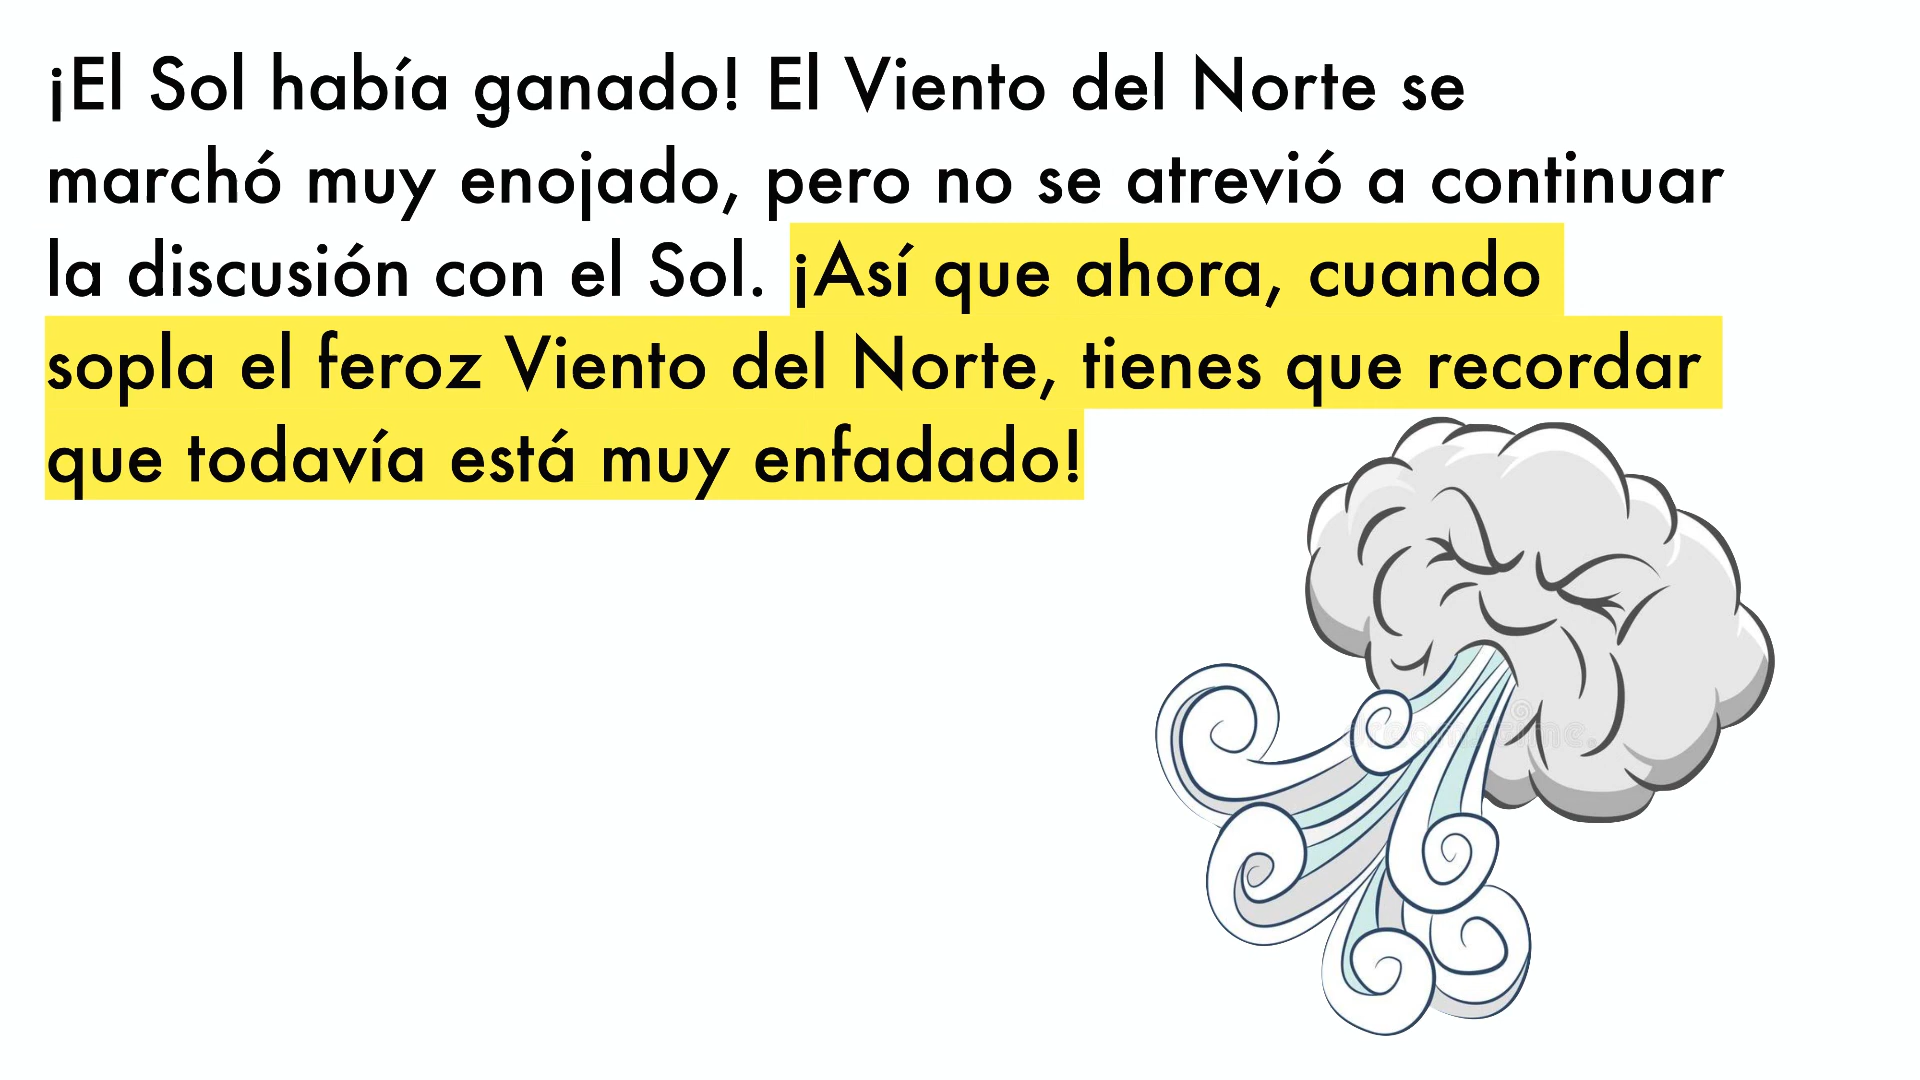 ¡El Sol había ganado! El Viento del Norte se
marchó muy enojado, pero no se atrevió a continuar
la discusión con el Sol. ¡Así que ahora, cuando
sopla el feroz Viento del Norte, tienes que recordar
que todavía está muy enfadado!